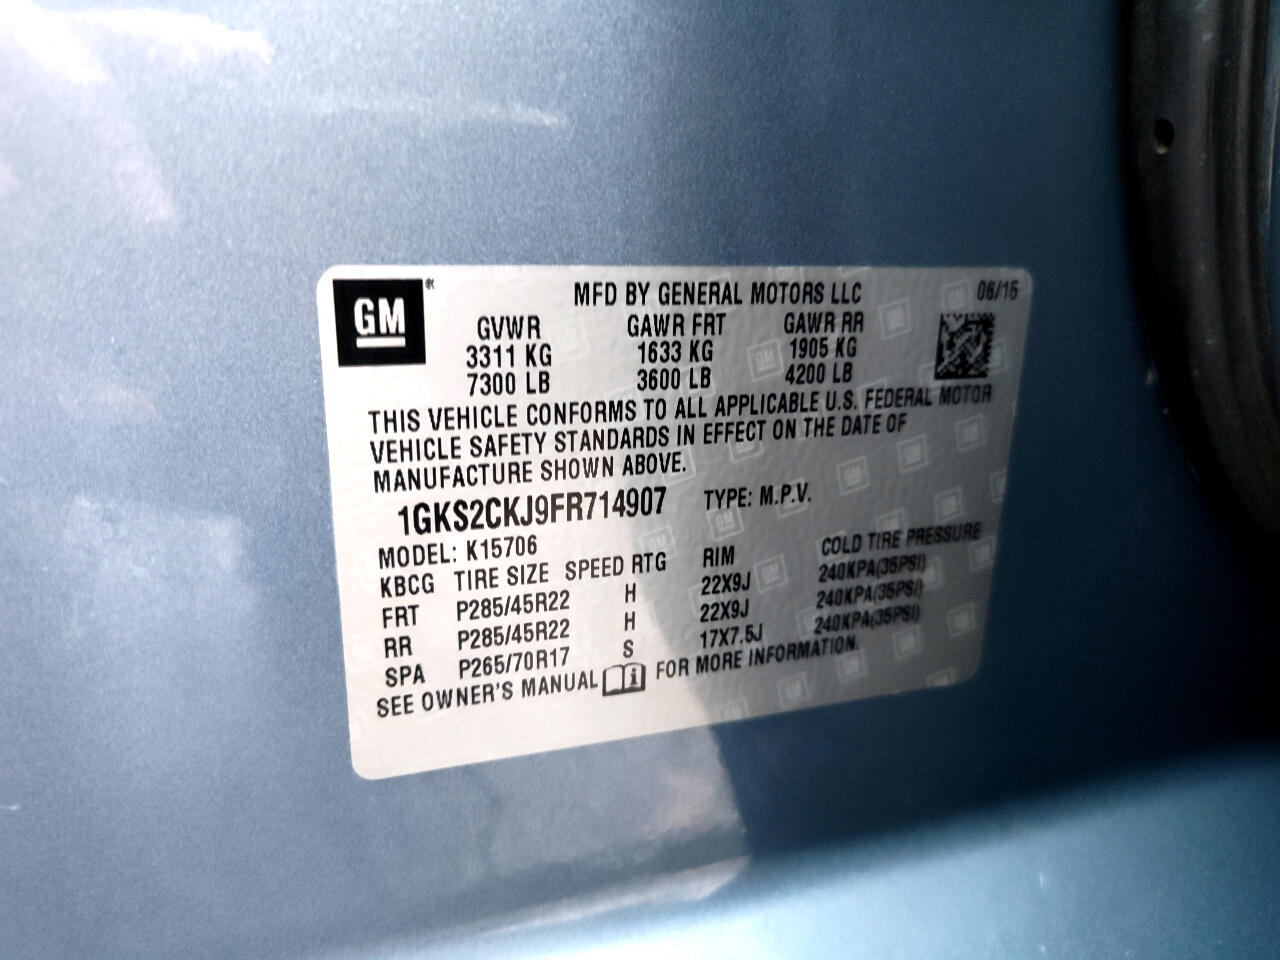 GM
MFD BY GENERAL MOTORS LLC 06/15
GVWR GAWR FRT GAWR RR
3311 KG 1633 KG 1905 KG
7300 LB 3600 LB 4200 LB
THIS VEHICLE CONFORMS TO ALL APPLICABLE U.S. FEDERAL MOTOR
VEHICLE SAFETY STANDARDS IN EFFECT ON THE DATE OF
MANUFACTURE SHOWN ABOVE.
1GKS2CKJ9FR714907 TYPE: M.P.V.
MODEL: K15706
KBCG TIRE SIZE SPEED RTG RIM COLD TIRE PRESSURE
FRT P285/45R22 H 22X9J 240KPA(35PSI)
RR P285/45R22 H 22X9J 240KPA(35PSI)
SPA P265/70R17 S 17X7.5J 240KPA(35PSI)
SEE OWNER'S MANUAL FOR MORE INFORMATION.